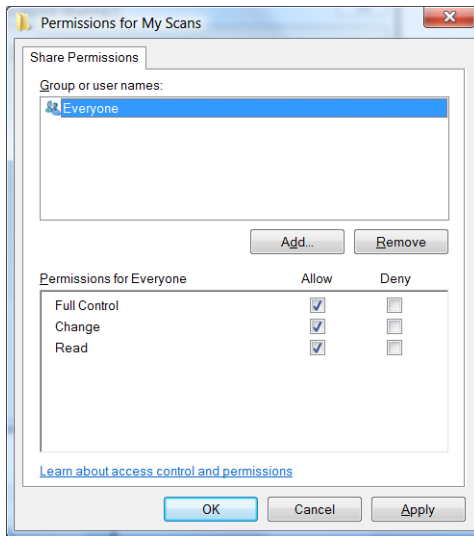 Permissions for My Scans
Share Permissions
Group or user names:
Everyone
Add...
Remove
Permissions for Everyone Allow Deny
Full Control
Change
Read
Learn about access control and permissions
OK Cancel Apply